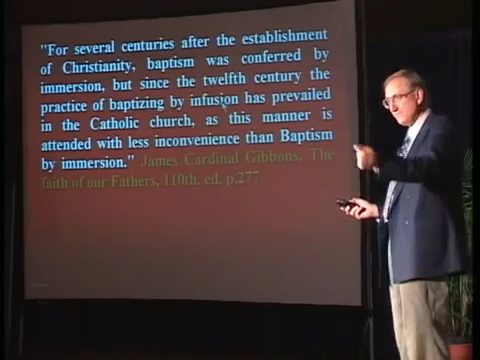 "For several centuries after the establishment
of Christianity, baptism was conferred by
immersion, but since the twelfth century the
practice of baptizing by infusion has prevailed
in the Catholic church, as this manner is
attended with less inconvenience than Baptism
by immersion." James Cardinal Gibbons, The
faith of our Fathers, 110th. ed. p.277